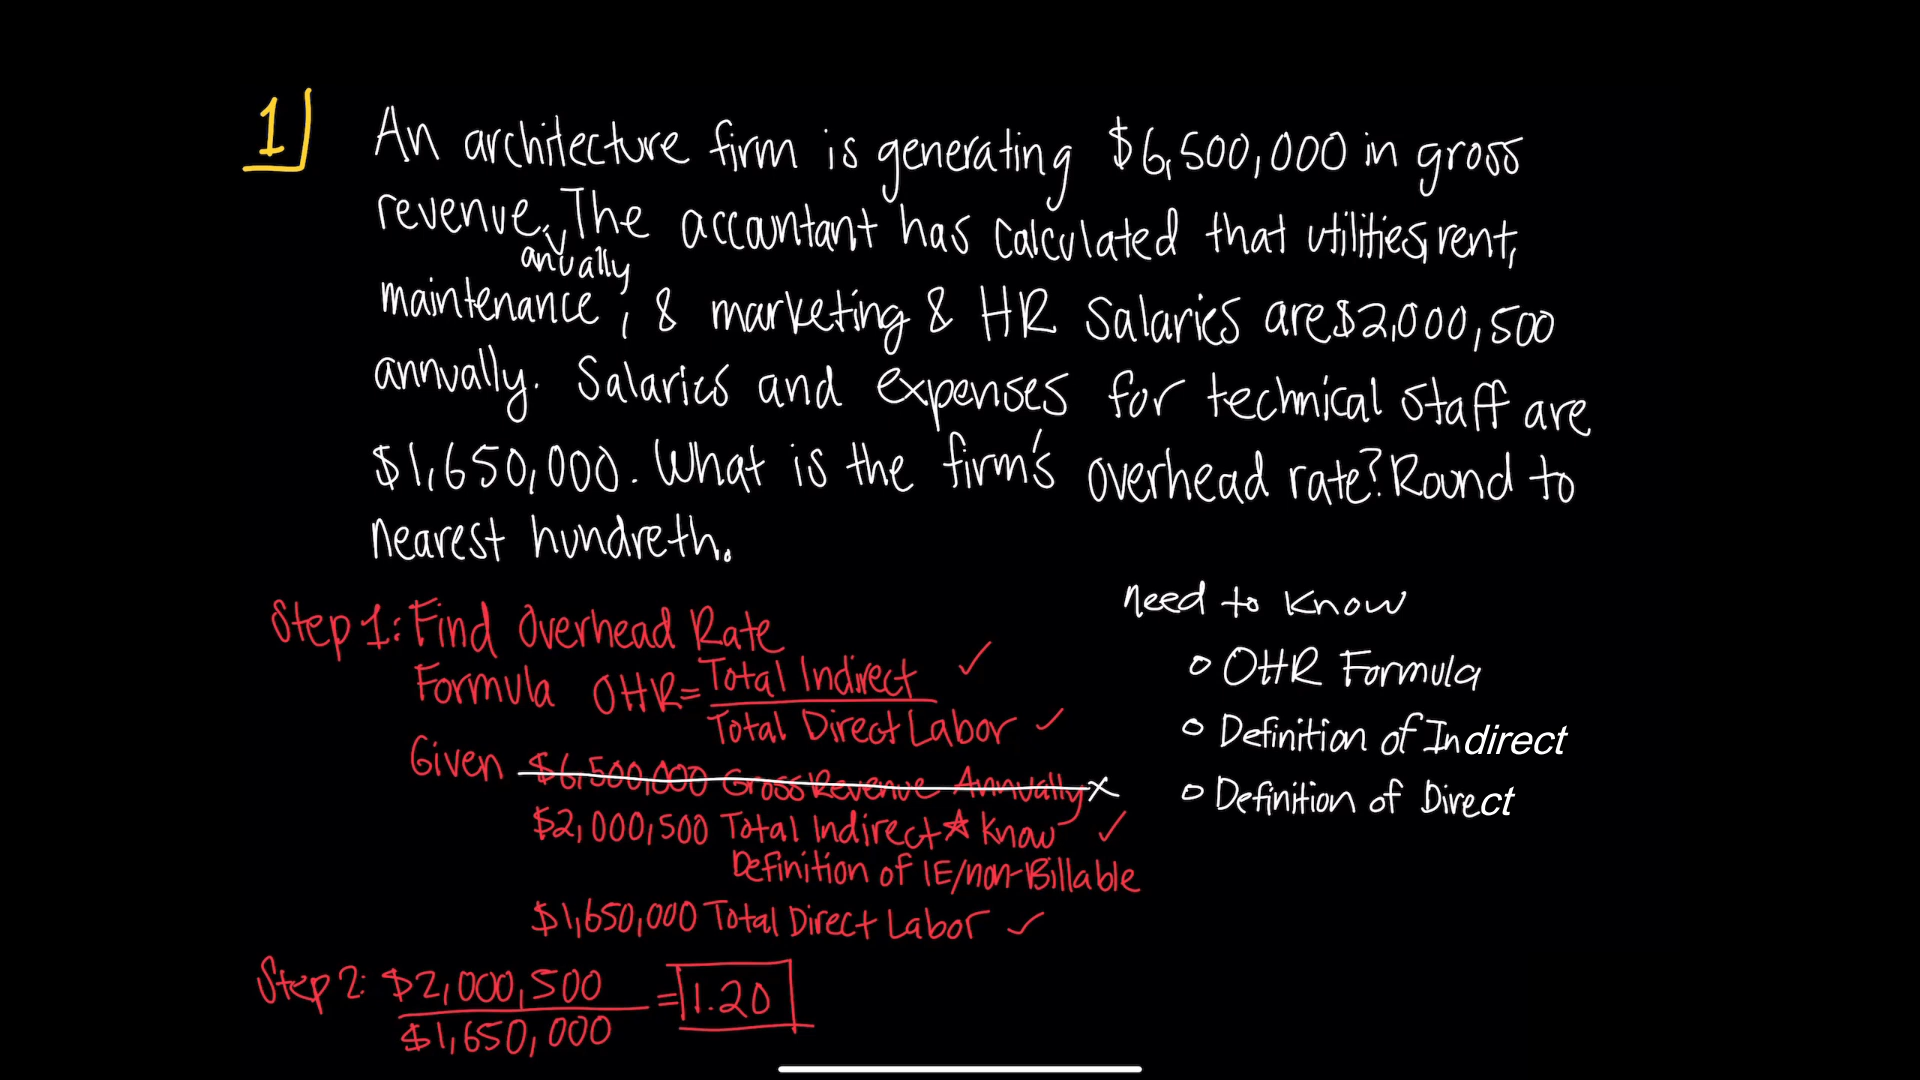 1
An architecture firm is generating $6,500,000 in gross
revenue. The accountant has calculated that utilities, rent,
anually
maintenance, & marketing & HR Salaries are $2,000,500
annually. Salaries and expenses for technical staff are
$1,650,000. What is the firm's overhead rate? Round to
nearest hundreth.
need to know
Step 1: Find Overhead Rate
Formula OHR = Total Indirect ✓
Total Direct Labor ✓
o OHR Formula
o Definition of Indirect
o Definition of Direct
Given $6,500,000 Gross Revenue Annually x
$2,000,500 Total Indirect ☆ Know ✓
Definition of IE/non-Billable
$1,650,000 Total Direct Labor ✓
Step 2: $2,000,500
$1,650,000
= 1.20